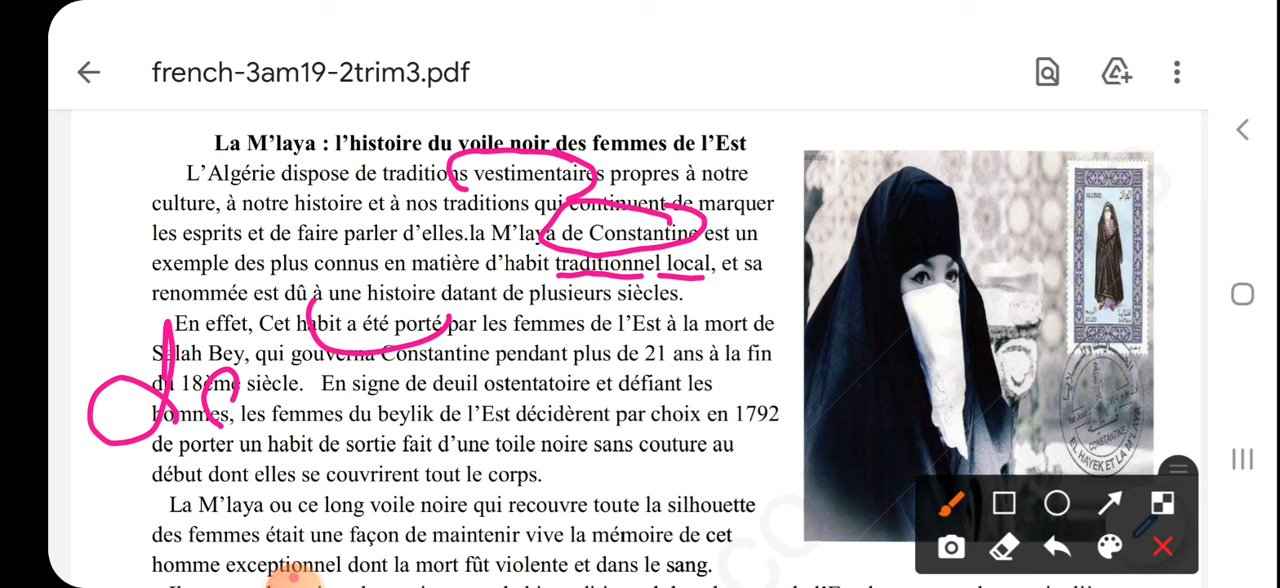 french-3am19-2trim3.pdf
La M’laya : l’histoire du voile noir des femmes de l’Est
L’Algérie dispose de traditions vestimentaires propres à notre
culture, à notre histoire et à nos traditions qui continuent de marquer
les esprits et de faire parler d’elles.la M’laya de Constantine est un
exemple des plus connus en matière d’habit traditionnel local, et sa
renommée est dû à une histoire datant de plusieurs siècles.
En effet, Cet habit a été porté par les femmes de l’Est à la mort de
Salah Bey, qui gouverna Constantine pendant plus de 21 ans à la fin
du 18ème siècle. En signe de deuil ostentatoire et défiant les
hommes, les femmes du beylik de l’Est décidèrent par choix en 1792
de porter un habit de sortie fait d’une toile noire sans couture au
début dont elles se couvrirent tout le corps.
La M’laya ou ce long voile noire qui recouvre toute la silhouette
des femmes était une façon de maintenir vive la mémoire de cet
homme exceptionnel dont la mort fût violente et dans le sang.
CONSTANTINE
EL HAYEK ET LA M'LAYA